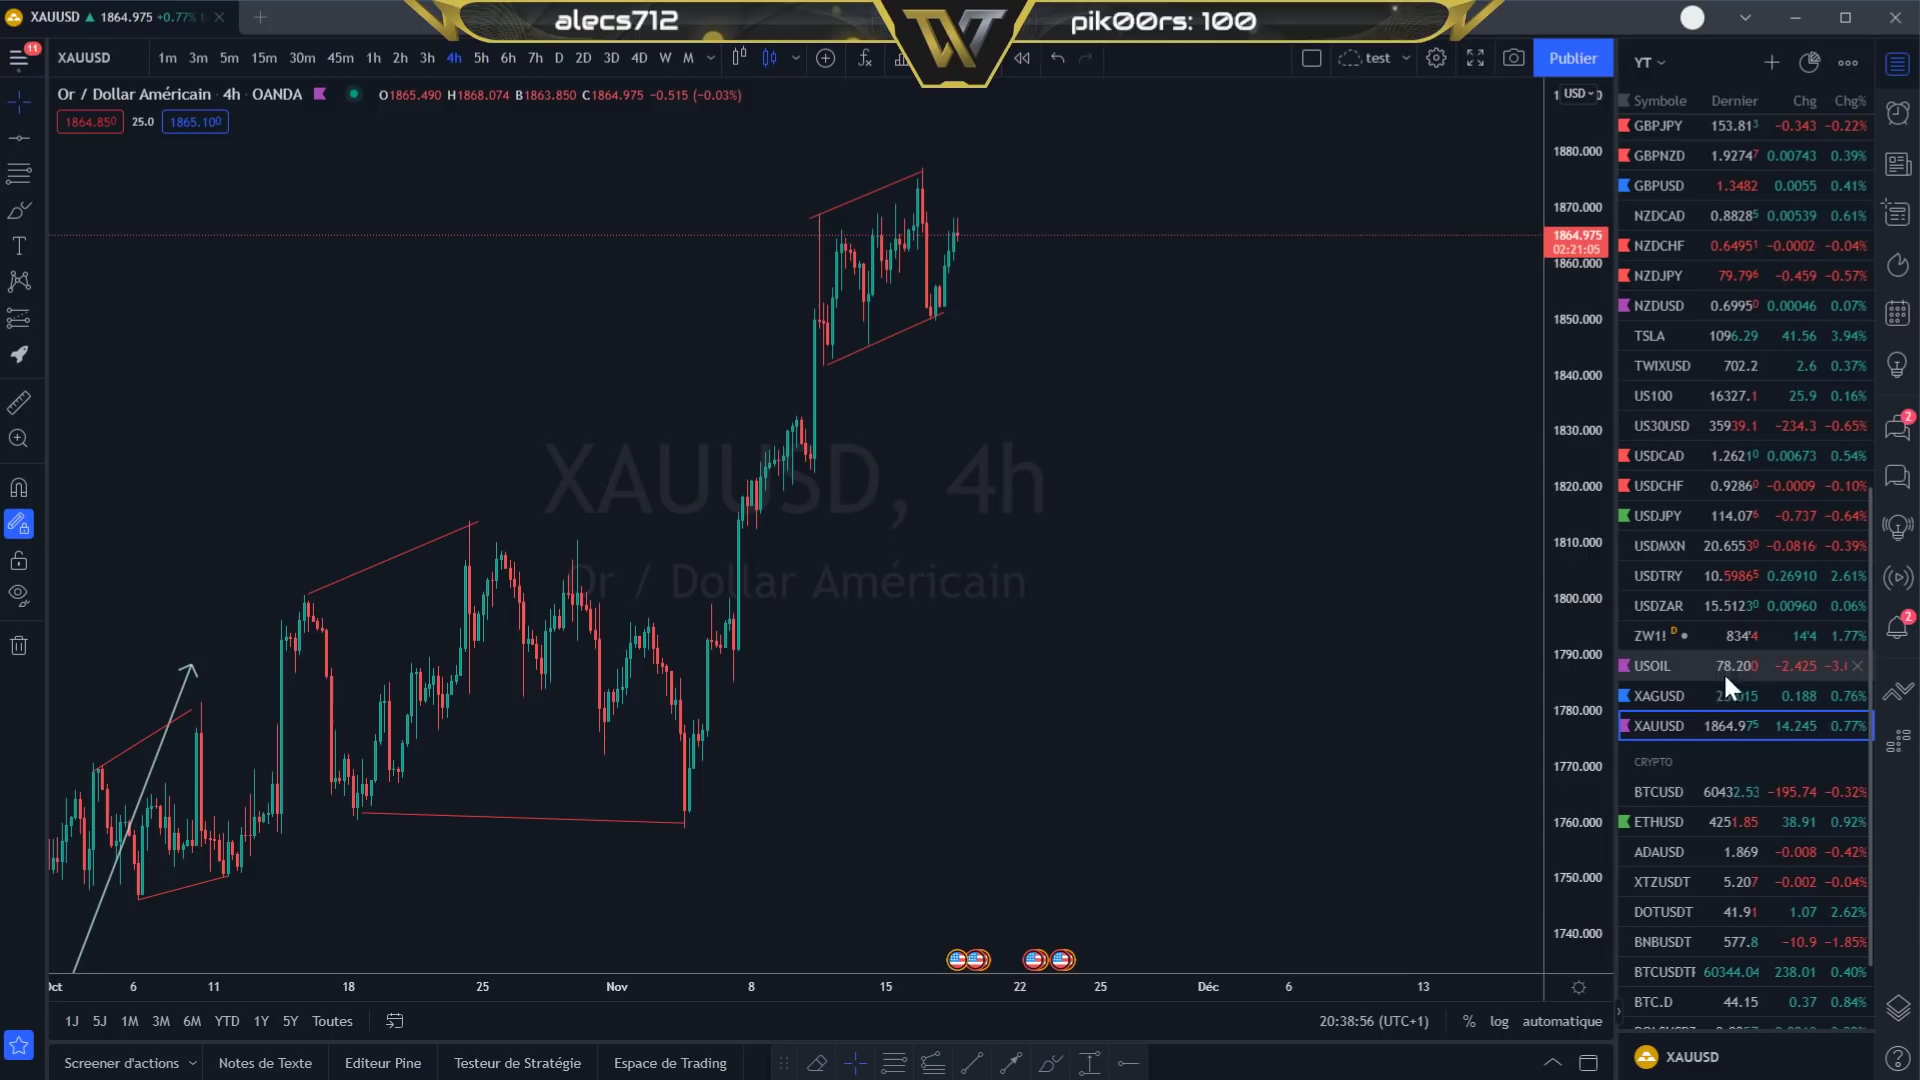 XAUUSD ▲ 1864.975 +0.77%
alecs712
pik00rs: 100
11
XAUUSD
1m 3m 5m 15m 30m 45m 1h 2h 3h 4h 5h 6h 7h D 2D 3D 4D W M
test
Publier
YT
Or / Dollar Américain · 4h · OANDA
O1865.490 H1868.074 B1863.850 C1864.975 −0.515 (−0.03%)
1864.850 25.0 1865.100
USD
XAUUSD, 4h
Or / Dollar Américain
1880.000
1870.000
1864.975
02:21:05
1860.000
1850.000
1840.000
1830.000
1820.000
1810.000
1800.000
1790.000
1780.000
1770.000
1760.000
1750.000
1740.000
Symbole Dernier Chg Chg%
GBPJPY 153.813 −0.343 −0.22%
GBPNZD 1.92747 0.00743 0.39%
GBPUSD 1.3482 0.0055 0.41%
NZDCAD 0.88285 0.00539 0.61%
NZDCHF 0.64951 −0.0002 −0.04%
NZDJPY 79.796 −0.459 −0.57%
NZDUSD 0.69950 0.00046 0.07%
TSLA 1096.29 41.56 3.94%
TWIXUSD 702.2 2.6 0.37%
US100 16327.1 25.9 0.16%
US30USD 35939.1 −234.3 −0.65%
USDCAD 1.26210 0.00673 0.54%
USDCHF 0.92860 −0.0009 −0.10%
USDJPY 114.076 −0.737 −0.64%
USDMXN 20.65530 −0.0816 −0.39%
USDTRY 10.59865 0.26910 2.61%
USDZAR 15.51230 0.00960 0.06%
ZW1! D 834'4 14'4 1.77%
USOIL 78.200 −2.425
XAGUSD 0.188 0.76%
XAUUSD 1864.975 14.245 0.77%
CRYPTO
BTCUSD 60432.53 −195.74 −0.32%
ETHUSD 4251.85 38.91 0.92%
ADAUSD 1.869 −0.008 −0.42%
XTZUSDT 5.207 −0.002 −0.04%
DOTUSDT 41.91 1.07 2.62%
BNBUSDT 577.8 −10.9 −1.85%
BTCUSDTF 60344.04 238.01 0.40%
BTC.D 44.15 0.37 0.84%
XAUUSD
2
2
Oct 6 11 18 25 Nov 8 15 22 25 Déc 6 13
1J 5J 1M 3M 6M YTD 1Y 5Y Toutes
20:38:56 (UTC+1) % log automatique
Screener d'actions Notes de Texte Editeur Pine Testeur de Stratégie Espace de Trading